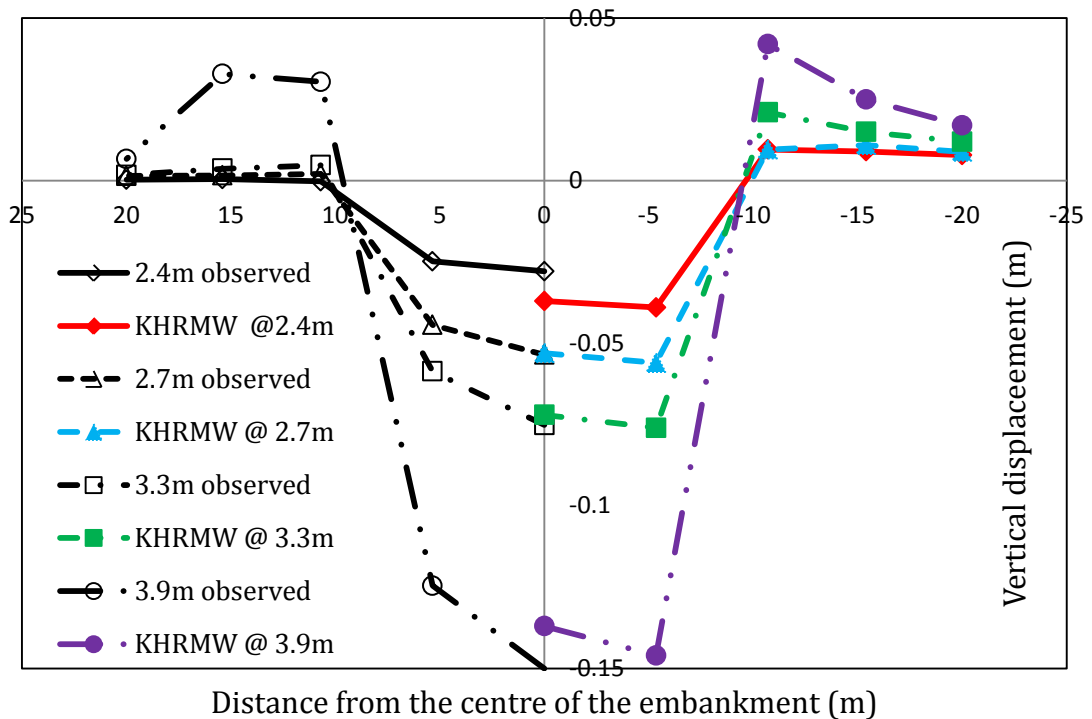 0.05
0
25 20 15 10 5 0 -5 -10 -15 -20 -25
2.4m observed
KHRMW @2.4m
-0.05
2.7m observed
KHRMW @ 2.7m
3.3m observed
-0.1
KHRMW @ 3.3m
3.9m observed
KHRMW @ 3.9m
-0.15
Vertical displaceement (m)
Distance from the centre of the embankment (m)